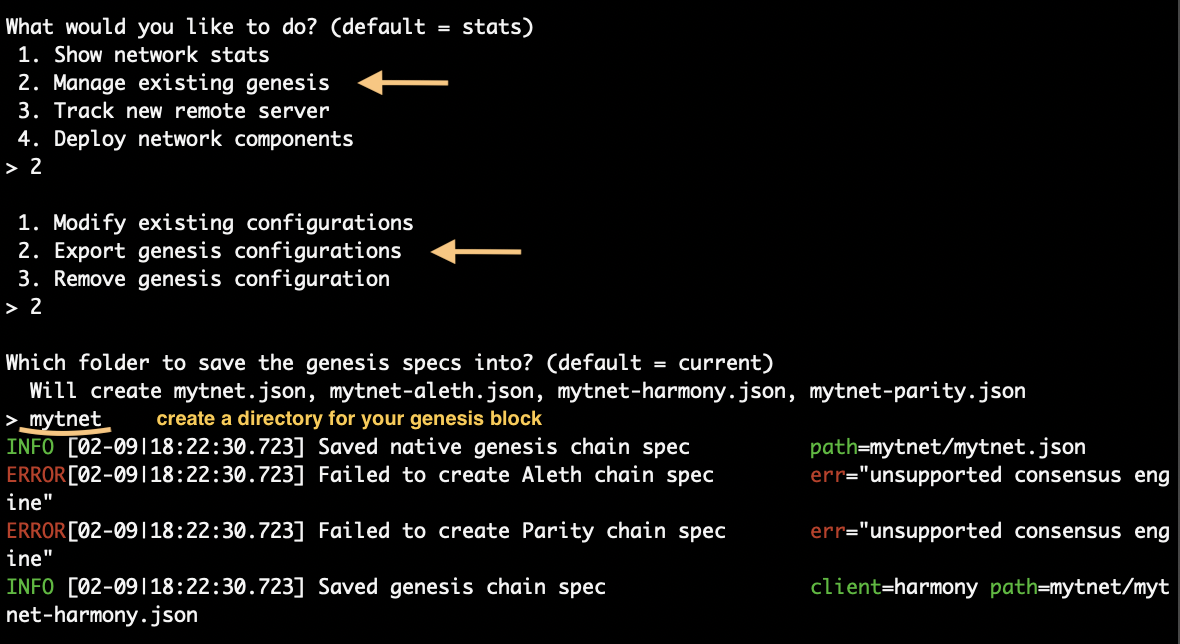 What would you like to do? (default = stats)
1. Show network stats
2. Manage existing genesis
3. Track new remote server
4. Deploy network components
> 2
1. Modify existing configurations
2. Export genesis configurations
3. Remove genesis configuration
> 2
Which folder to save the genesis specs into? (default = current)
Will create mytnet.json, mytnet-aleth.json, mytnet-harmony.json, mytnet-parity.json
> mytnet create a directory for your genesis block
INFO [02-09|18:22:30.723] Saved native genesis chain spec path=mytnet/mytnet.json
ERROR[02-09|18:22:30.723] Failed to create Aleth chain spec err="unsupported consensus eng
ine"
ERROR[02-09|18:22:30.723] Failed to create Parity chain spec err="unsupported consensus eng
ine"
INFO [02-09|18:22:30.723] Saved genesis chain spec client=harmony path=mytnet/myt
net-harmony.json